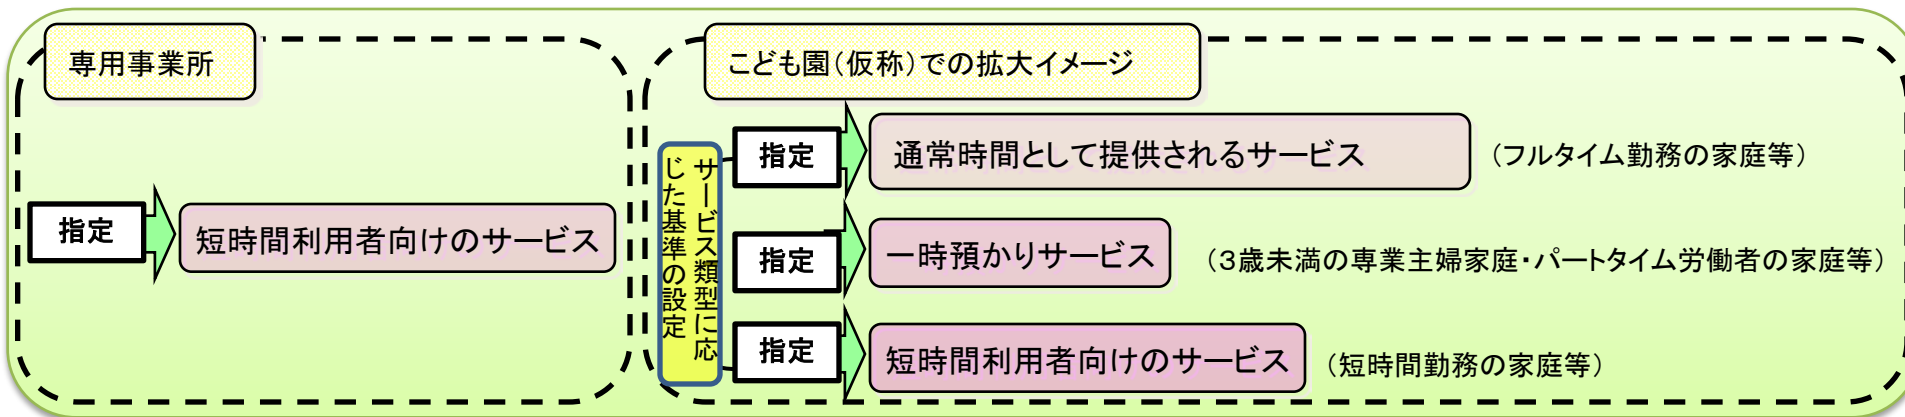 専用事業所
指定
短時間利用者向けのサービス
こども園(仮称)での拡大イメージ
サービス類型に応
じた基準の設定
指定
通常時間として提供されるサービス
(フルタイム勤務の家庭等)
指定
一時預かりサービス
(3歳未満の専業主婦家庭・パートタイム労働者の家庭等)
指定
短時間利用者向けのサービス
(短時間勤務の家庭等)